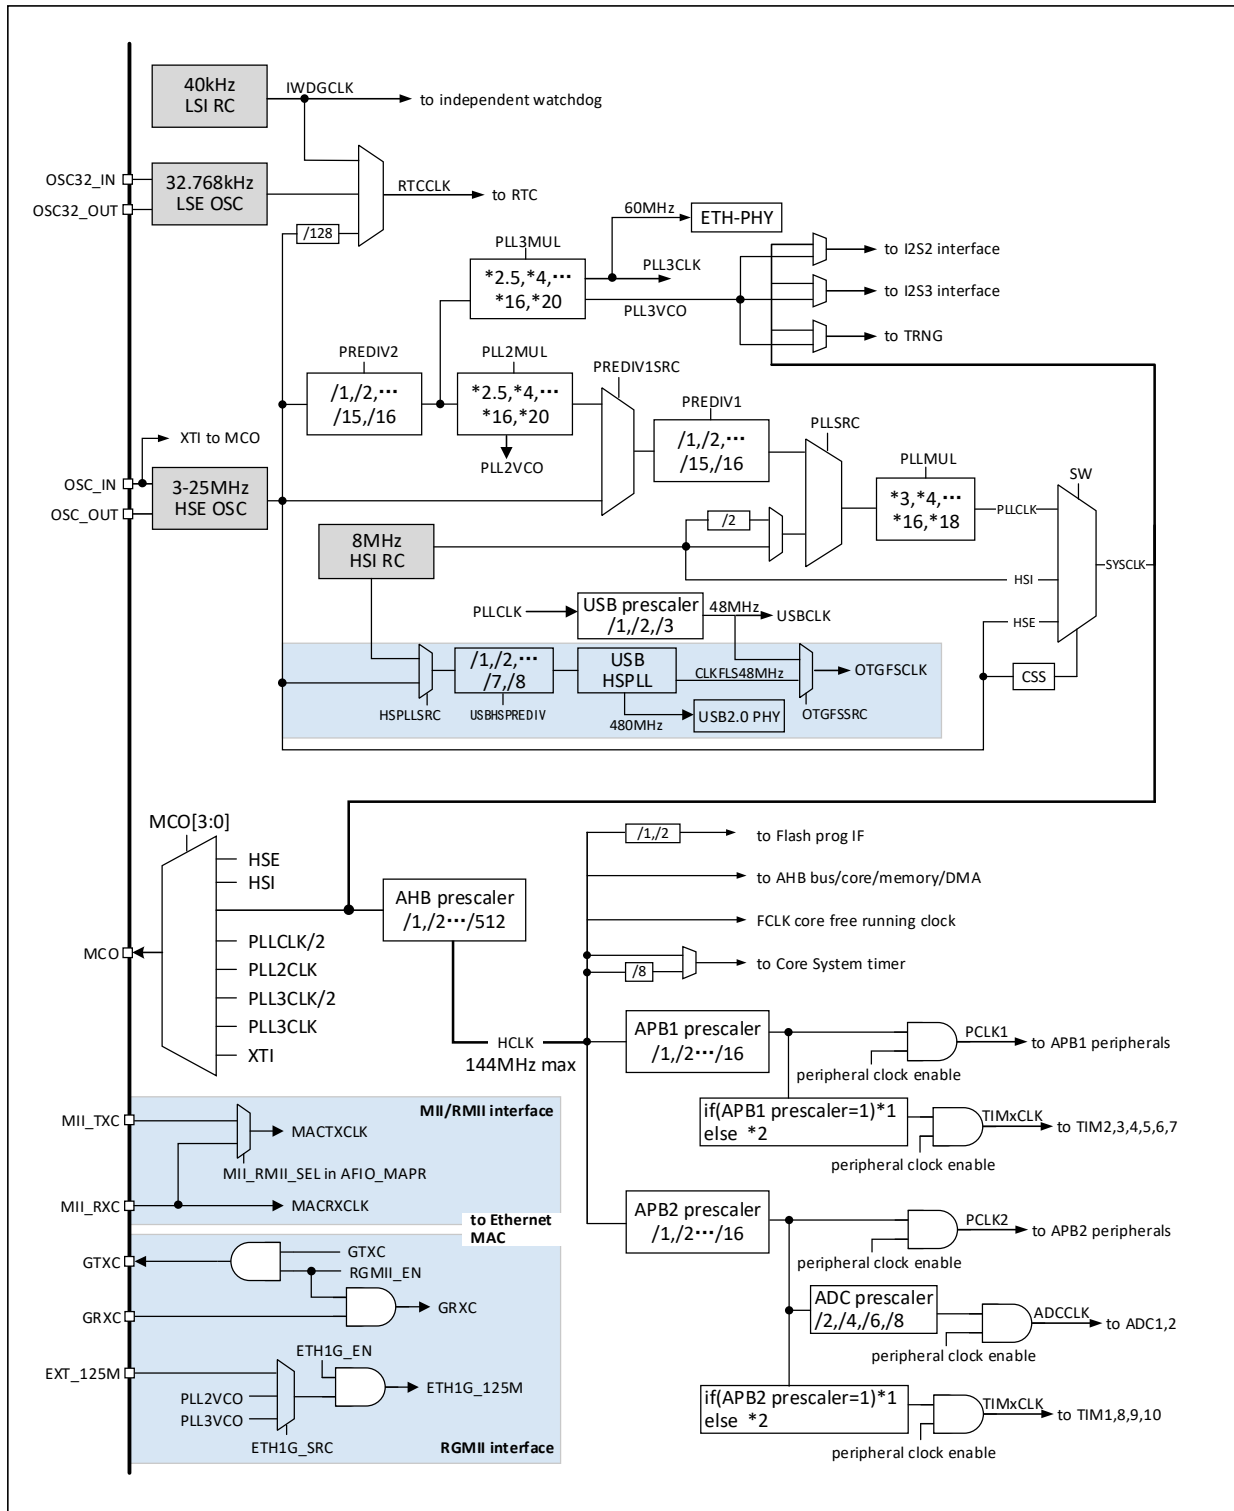 40kHz
LSI RC
IWDGCLK
to independent watchdog
OSC32_IN
OSC32_OUT
32.768kHz
LSE OSC
RTCCLK
to RTC
/128
60MHz
ETH-PHY
PLL3MUL
*2.5,*4,···
*16,*20
PLL3CLK
PLL3VCO
to I2S2 interface
to I2S3 interface
to TRNG
PREDIV2
/1,/2,···
/15,/16
PLL2MUL
*2.5,*4,···
*16,*20
PLL2VCO
PREDIV1SRC
PREDIV1
/1,/2,···
/15,/16
PLLSRC
PLLMUL
*3,*4,···
*16,*18
PLLCLK
SW
XTI to MCO
OSC_IN
OSC_OUT
3-25MHz
HSE OSC
8MHz
HSI RC
/2
HSI
SYSCLK
HSE
CSS
PLLCLK
USB prescaler
/1,/2,/3
48MHz
USBCLK
HSPLLSRC
/1,/2,···
/7,/8
USBHSPREDIV
USB
HSPLL
CLKFLS48MHz
480MHz
USB2.0 PHY
OTGFSCLK
OTGFSSRC
MCO[3:0]
HSE
HSI
PLLCLK/2
PLL2CLK
PLL3CLK/2
PLL3CLK
XTI
MCO
AHB prescaler
/1,/2···/512
HCLK
144MHz max
/1,/2
to Flash prog IF
to AHB bus/core/memory/DMA
FCLK core free running clock
/8
to Core System timer
APB1 prescaler
/1,/2···/16
PCLK1
to APB1 peripherals
peripheral clock enable
if(APB1 prescaler=1)*1
else *2
TIMxCLK
to TIM2,3,4,5,6,7
peripheral clock enable
APB2 prescaler
/1,/2···/16
PCLK2
to APB2 peripherals
peripheral clock enable
ADC prescaler
/2,/4,/6,/8
ADCCLK
to ADC1,2
peripheral clock enable
if(APB2 prescaler=1)*1
else *2
TIMxCLK
to TIM1,8,9,10
peripheral clock enable
MII/RMII interface
MII_TXC
MACTXCLK
MII_RMII_SEL in AFIO_MAPR
MII_RXC
MACRXCLK
to Ethernet
MAC
GTXC
GTXC
RGMII_EN
GRXC
GRXC
ETH1G_EN
EXT_125M
PLL2VCO
PLL3VCO
ETH1G_125M
ETH1G_SRC
RGMII interface